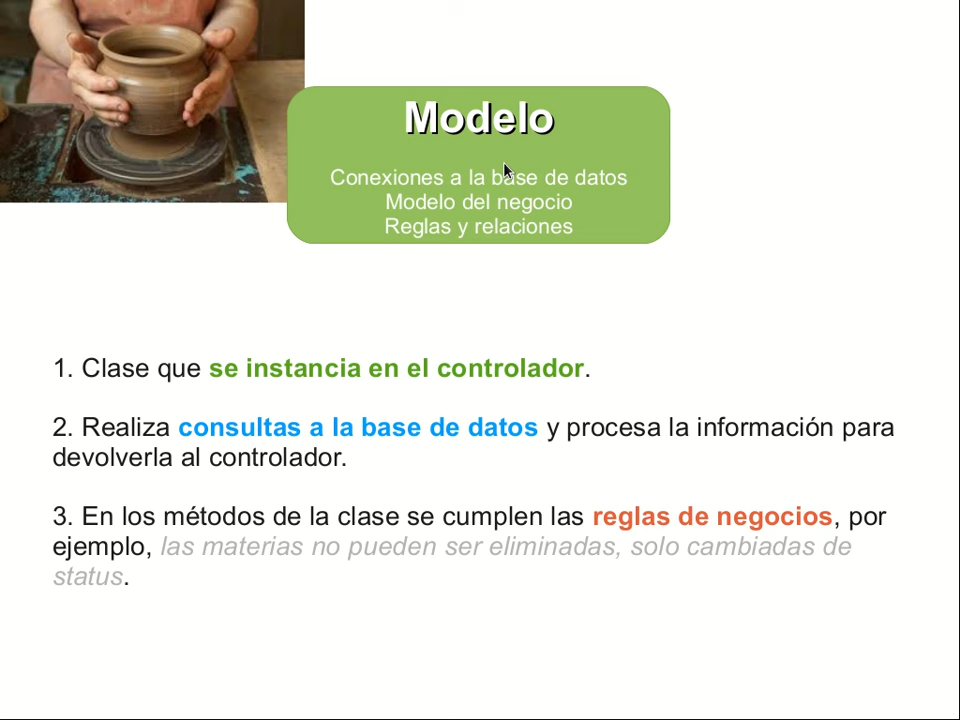 Modelo
Conexiones a la base de datos
Modelo del negocio
Reglas y relaciones
1. Clase que se instancia en el controlador.
2. Realiza consultas a la base de datos y procesa la información para
devolverla al controlador.
3. En los métodos de la clase se cumplen las reglas de negocios, por
ejemplo, las materias no pueden ser eliminadas, solo cambiadas de
status.